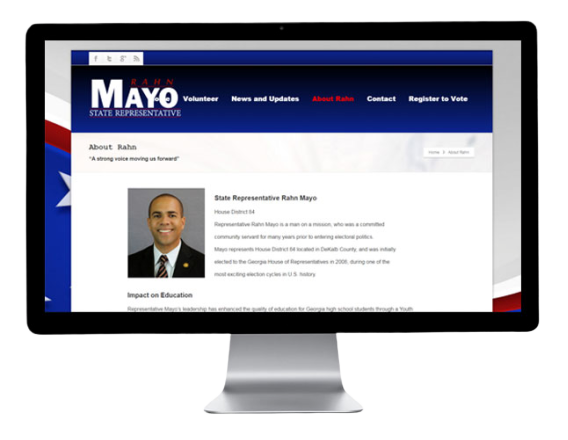 RAHN
MAYO
STATE REPRESENTATIVE
Volunteer News and Updates About Rahn Contact Register to Vote
About Rahn
"A strong voice moving us forward"
Home // About Rahn
State Representative Rahn Mayo
House District 84
Representative Rahn Mayo is a man on a mission, who was a committed
community servant for many years prior to entering electoral politics.
Mayo represents House District 84 located in DeKalb County, and was initially
elected to the Georgia House of Representatives in 2008, during one of the
most exciting election cycles in U.S. history.
Impact on Education
Representative Mayo's leadership has enhanced the quality of education for Georgia high school students through a Youth